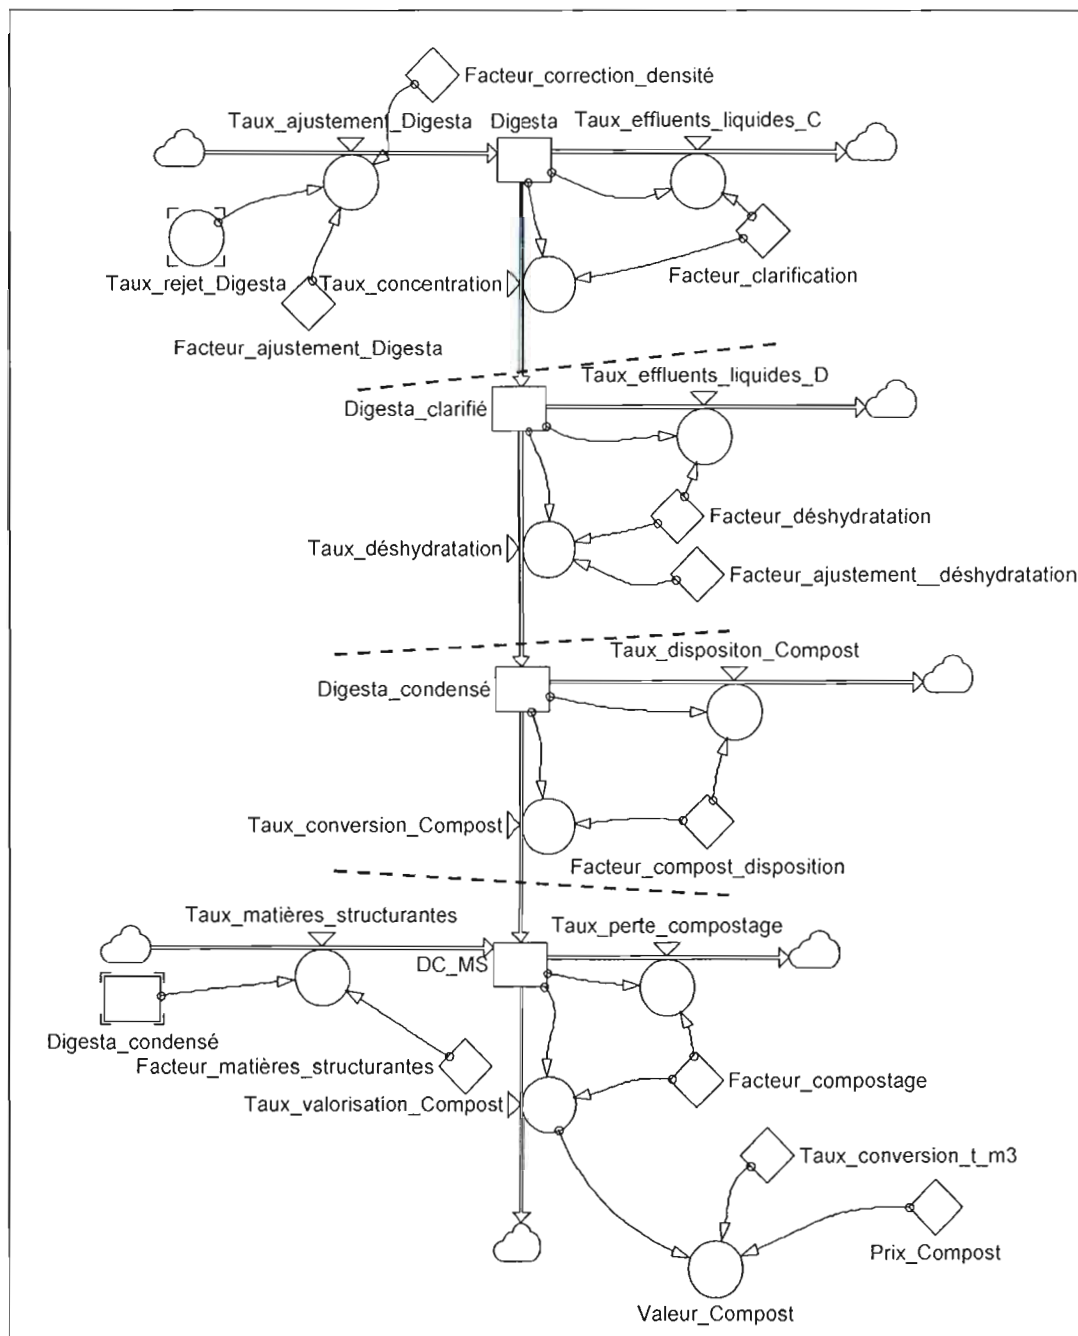 Facteur_correction_densité
Taux_ajustement_Digesta
Digesta
Taux_effluents_liquides_C
Taux_rejet_Digesta
Taux_concentration
Facteur_clarification
Facteur_ajustement_Digesta
Taux_effluents_liquides_D
Digesta_clarifié
Facteur_déshydratation
Taux_déshydratation
Facteur_ajustement__déshydratation
Taux_dispositon_Compost
Digesta_condensé
Taux_conversion_Compost
Facteur_compost_disposition
Taux_matières_structurantes
Taux_perte_compostage
DC_MS
Digesta_condensé
Facteur_matières_structurantes
Facteur_compostage
Taux_valorisation_Compost
Taux_conversion_t_m3
Prix_Compost
Valeur_Compost